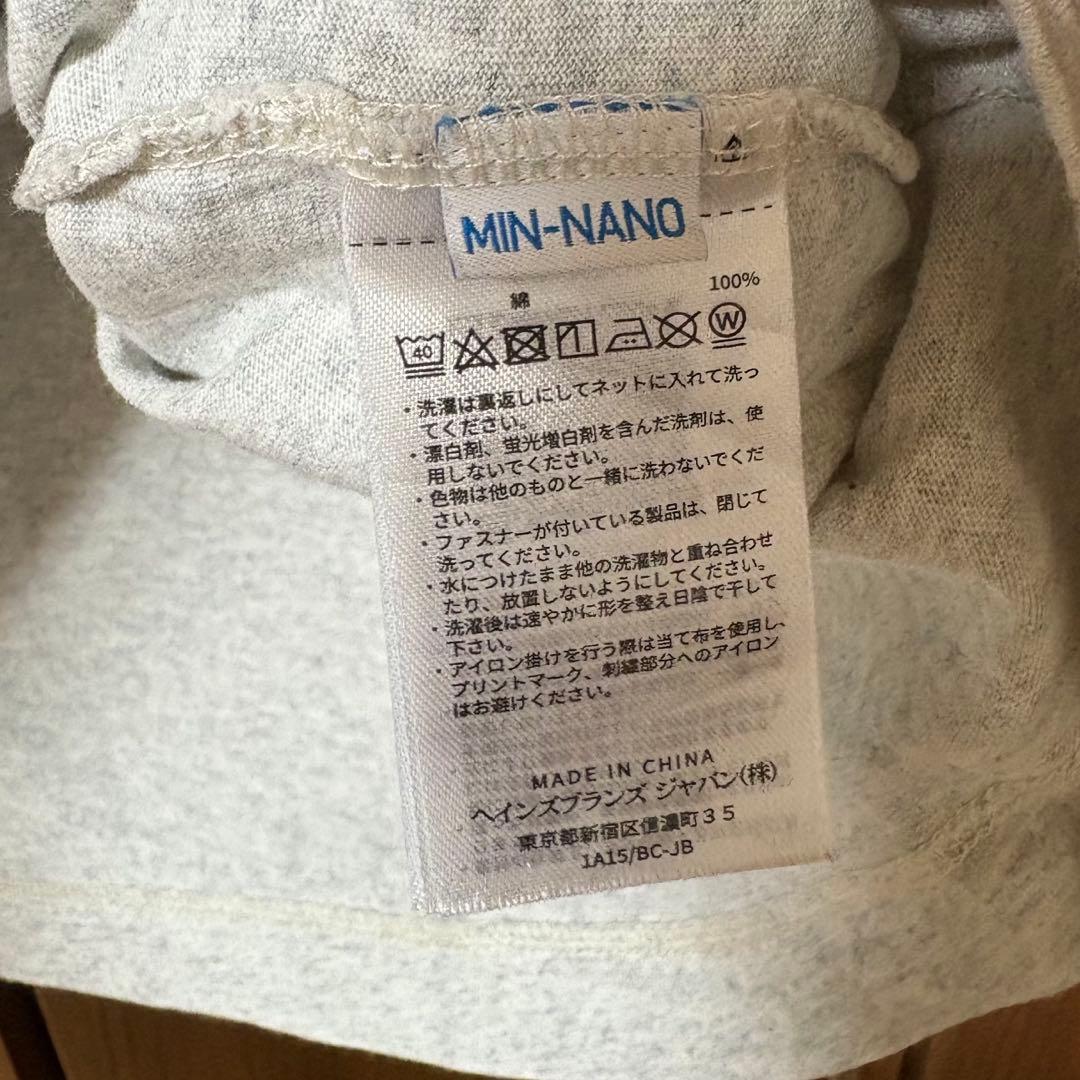 MIN-NANO
綿 100%
40
W
・洗濯は裏返しにしてネットに入れて洗っ
てください。
・漂白剤、蛍光増白剤を含んだ洗剤は、使
用しないでください。
・色物は他のものと一緒に洗わないでくだ
さい。
・ファスナーが付いている製品は、閉じて
洗ってください。
・水につけたまま他の洗濯物と重ね合わせ
たり、放置しないようにしてください。
・洗濯後は速やかに形を整え日陰で干して
下さい。
・アイロン掛けを行う際は当て布を使用し、
プリントマーク、刺繍部分へのアイロン
はお避けください。
MADE IN CHINA
ヘインズブランズ ジャパン(株)
東京都新宿区信濃町３５
1A15/BC-JB